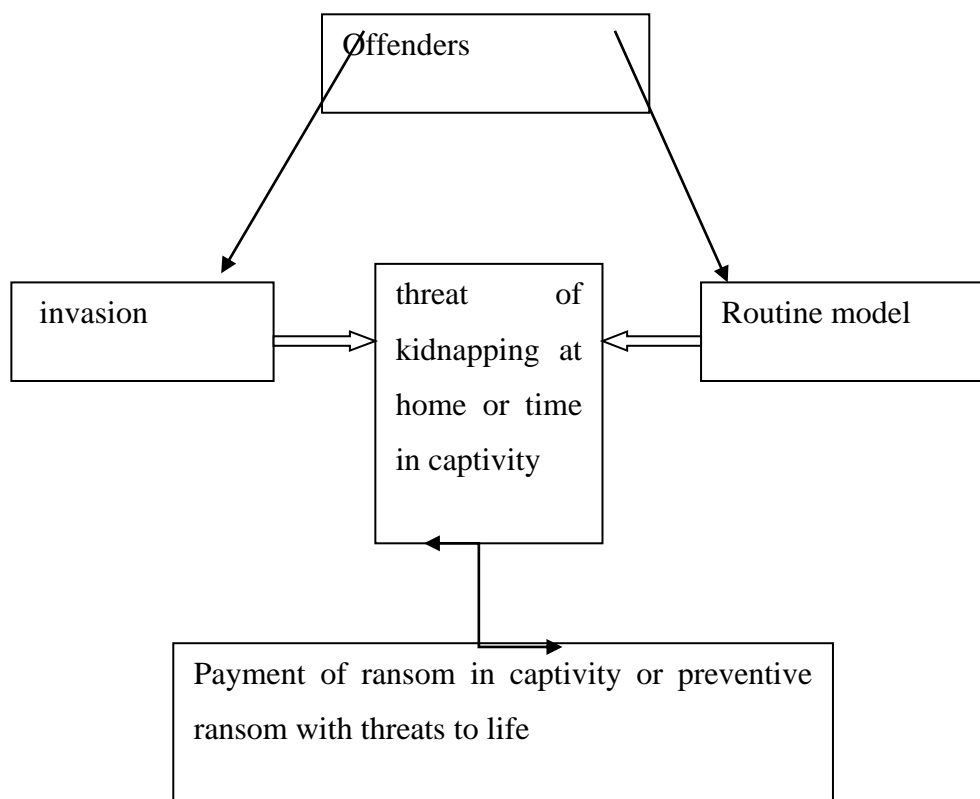 Offenders
invasion
threat of
kidnapping at
home or time
in captivity
Routine model
Payment of ransom in captivity or preventive
ransom with threats to life